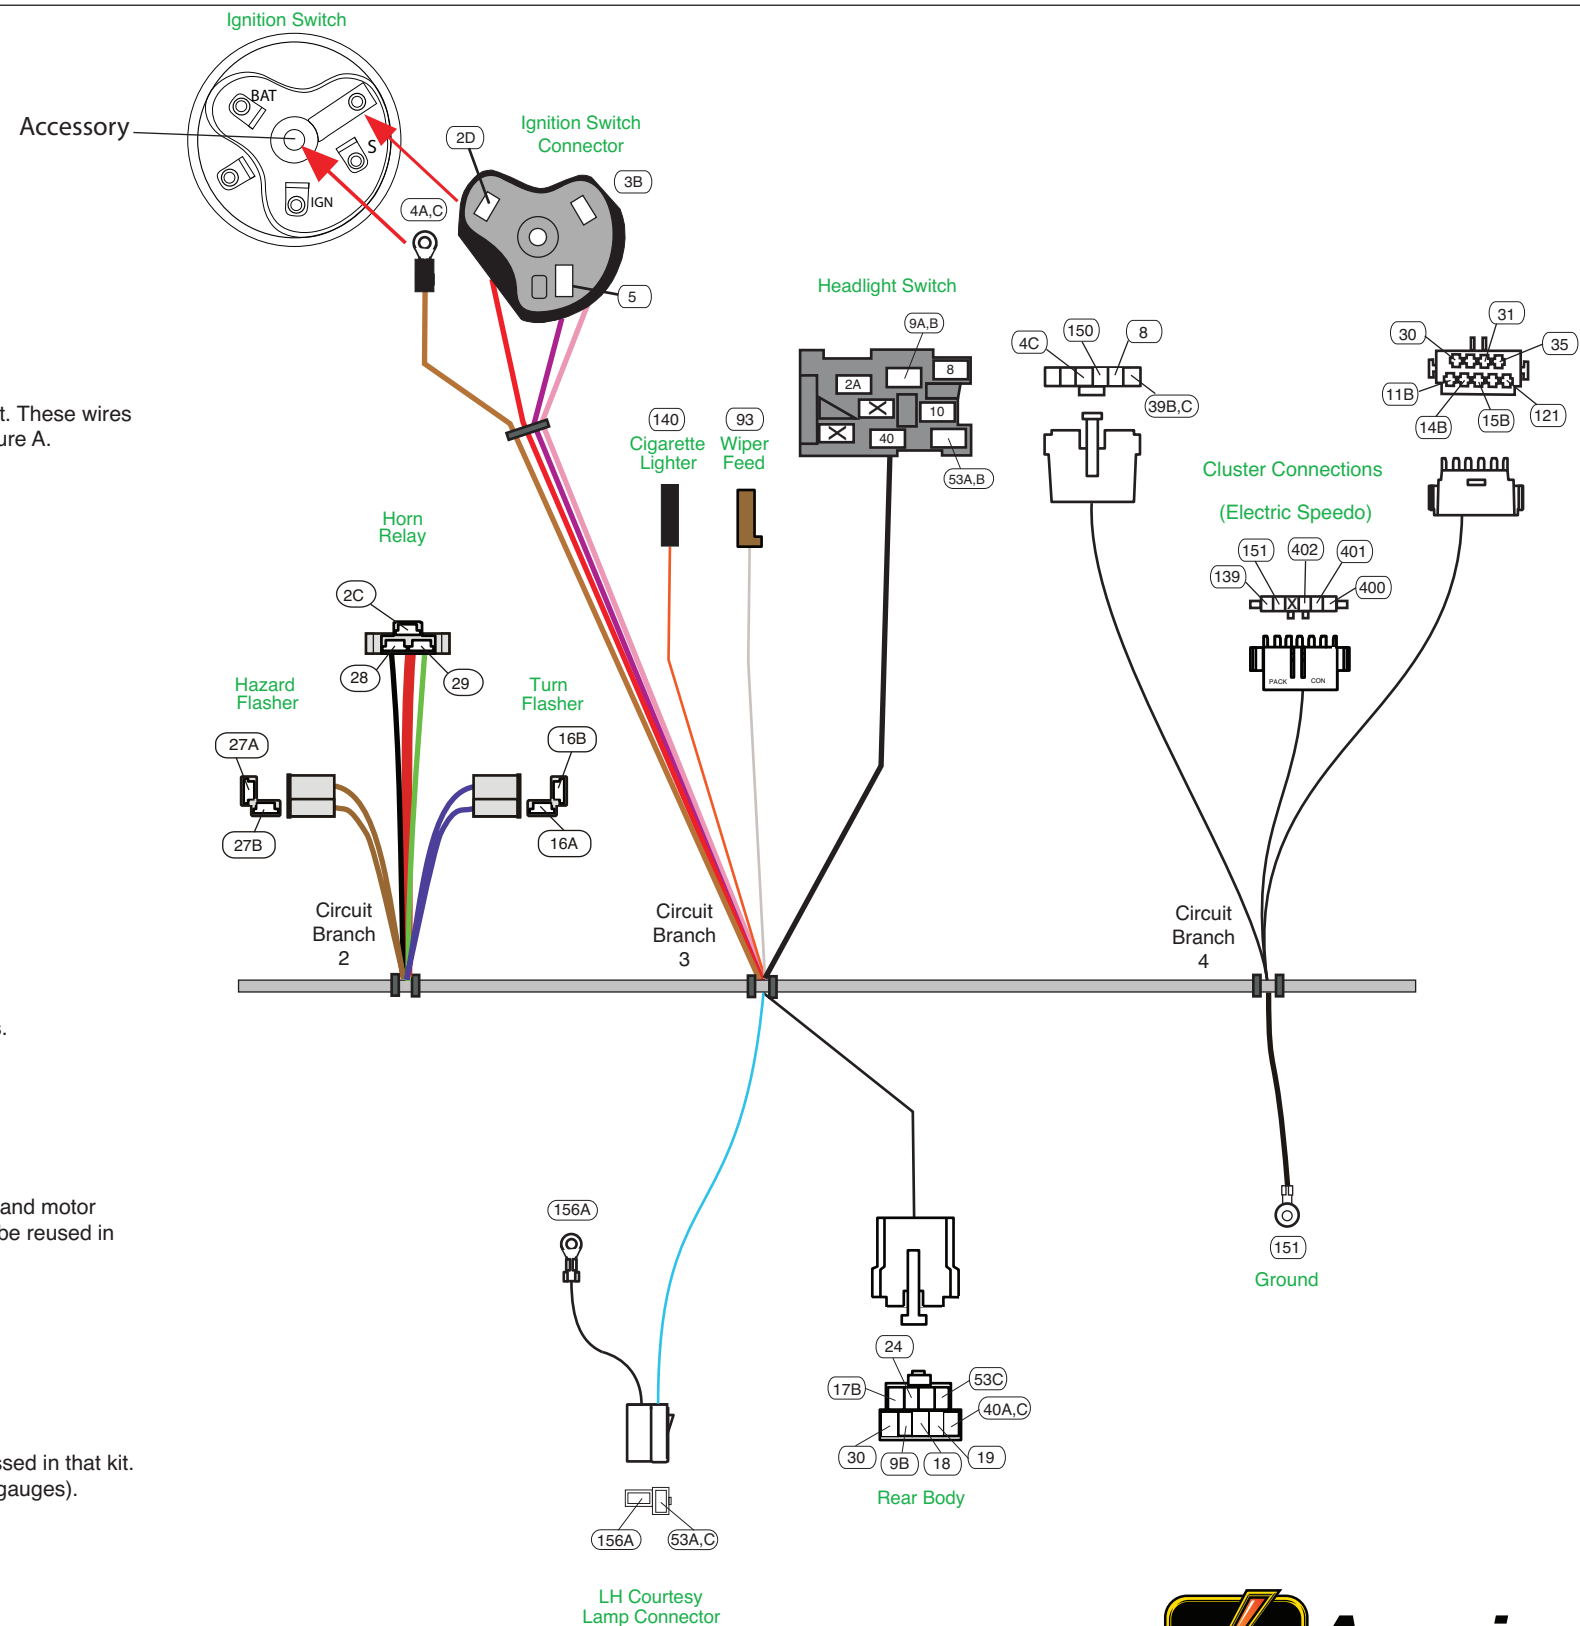 Ignition Switch
BAT
Accessory
S
IGN
2D
Ignition Switch
Connector
3B
4A,C
5
Headlight Switch
9A,B
8
2A
10
40
53A,B
4C
150
8
39B,C
30
31
35
11B
14B
15B
121
t. These wires
ure A.
140
Cigarette
Lighter
93
Wiper
Feed
Cluster Connections
(Electric Speedo)
151
402
401
139
400
PACK
CON
Horn
Relay
2C
28
29
Hazard
Flasher
27A
27B
Turn
Flasher
16B
16A
Circuit
Branch
2
Circuit
Branch
3
Circuit
Branch
4
s.
and motor
be reused in
156A
151
Ground
24
17B
53C
40A,C
30
9B
18
19
Rear Body
ssed in that kit.
gauges).
156A
53A,C
LH Courtesy
Lamp Connector